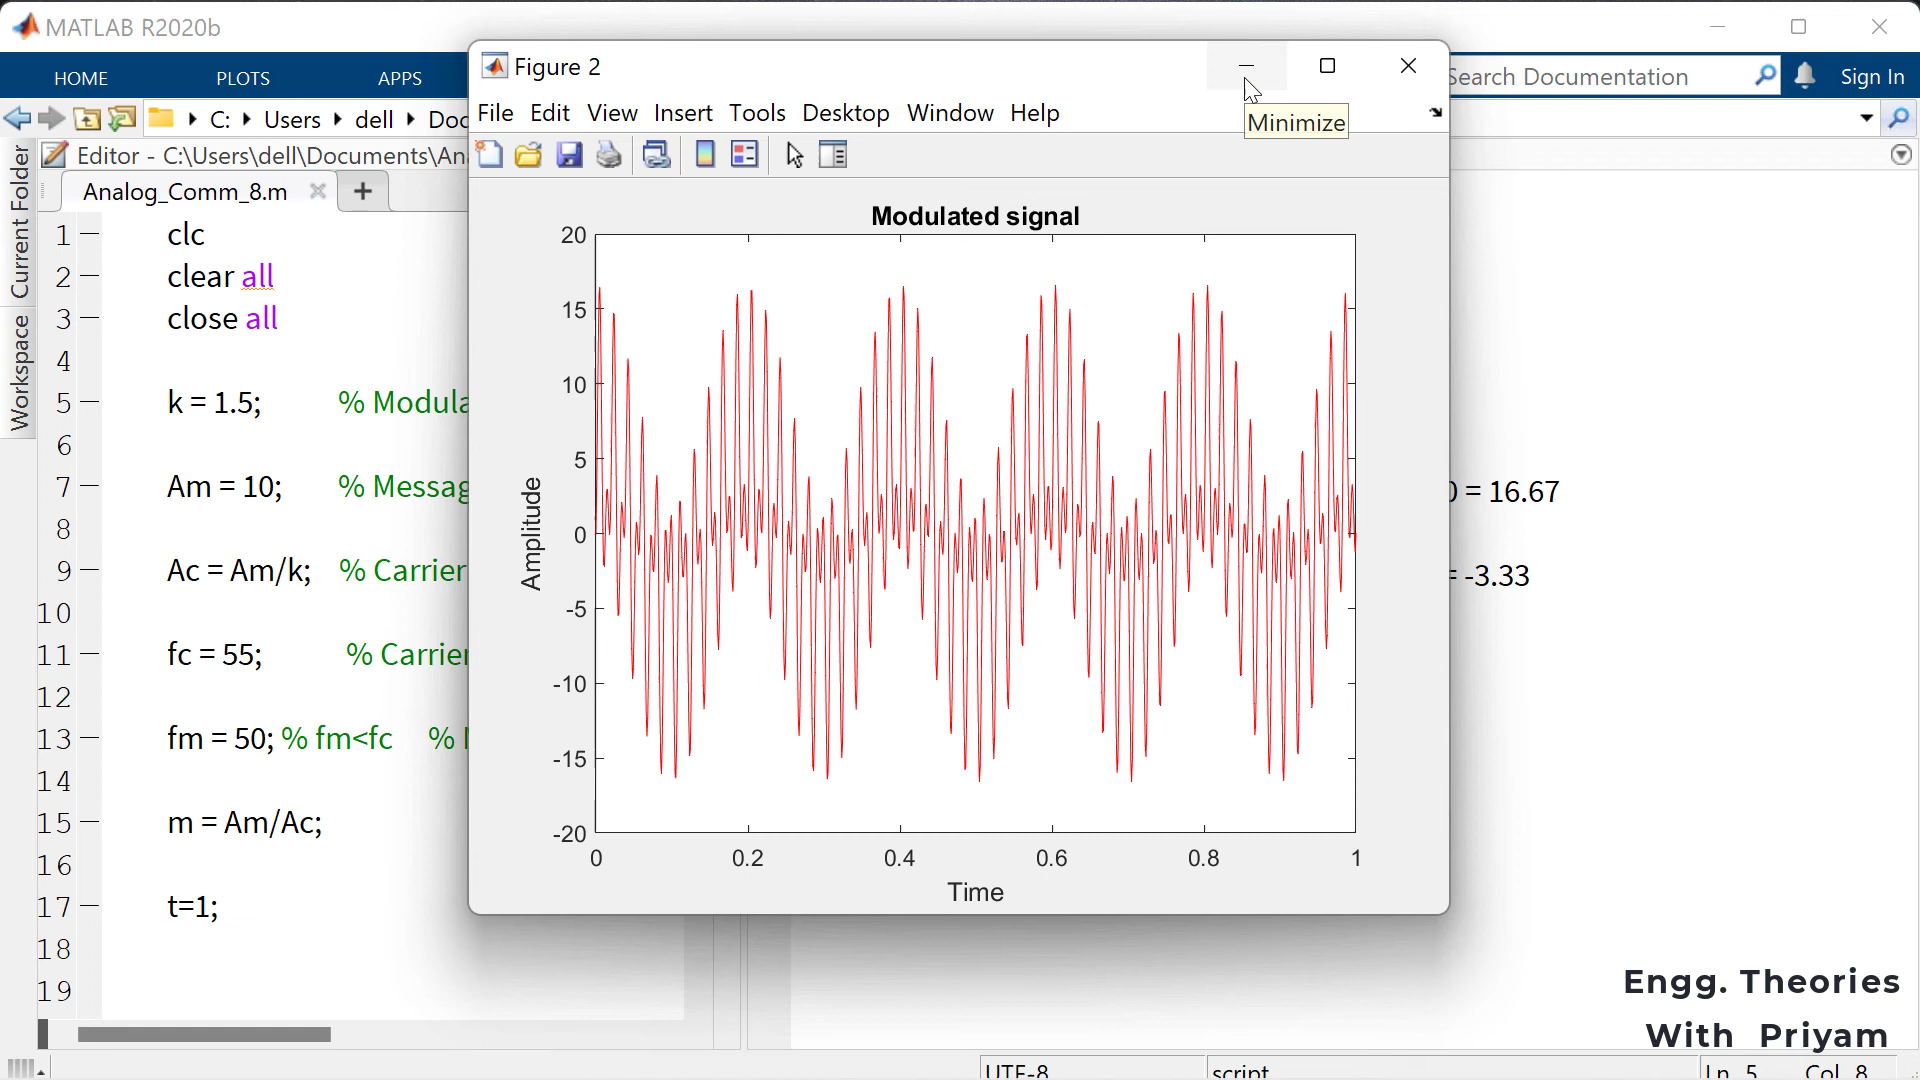 MATLAB R2020b
HOME
PLOTS
APPS
Search Documentation
Sign In
C:
Users
dell
Doc
Editor - C:\Users\dell\Documents\Ana
Analog_Comm_8.m
Current Folder
Workspace
1
clc
2
clear all
3
close all
4
5
k = 1.5;
% Modula
6
7
Am = 10;
% Messag
8
9
Ac = Am/k;
% Carrier
10
11
fc = 55;
% Carrier
12
13
fm = 50; % fm<fc
%
14
15
m = Am/Ac;
16
17
t=1;
18
19
Figure 2
File
Edit
View
Insert
Tools
Desktop
Window
Help
Minimize
Modulated signal
20
15
10
5
0
-5
-10
-15
-20
Amplitude
0
0.2
0.4
0.6
0.8
1
Time
= 16.67
= -3.33
Engg. Theories
With Priyam
UTF-8
script
Ln 5
Col 8